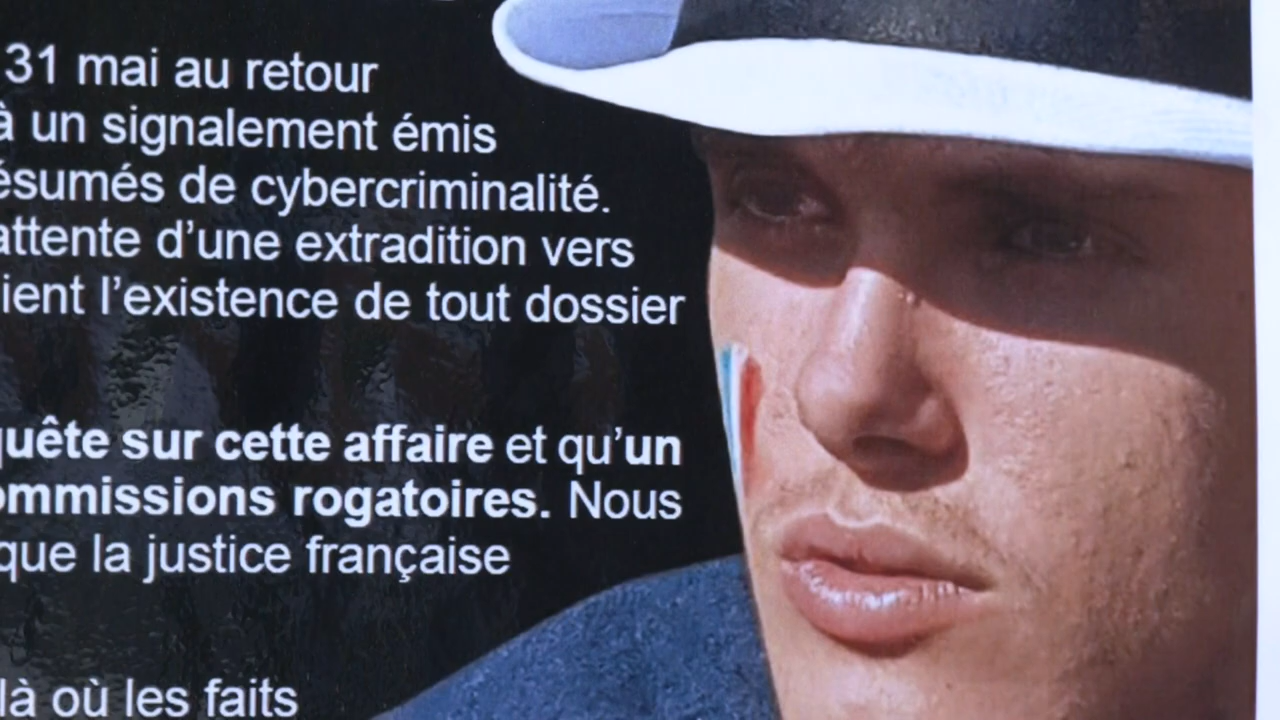 31 mai au retour
à un signalement émis
ésumés de cybercriminalité.
attente d’une extradition vers
ient l’existence de tout dossier
quête sur cette affaire et qu’un
ommissions rogatoires. Nous
que la justice française
là où les faits